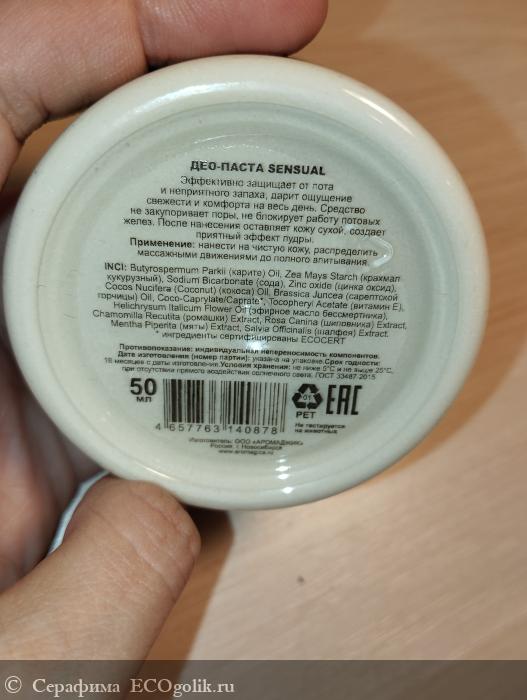 ДЕО-ПАСТА SENSUAL
Эффективно защищает от пота
и неприятного запаха, дарит ощущение
свежести и комфорта на весь день. Средство
не закупоривает поры, не блокирует работу потовых
желез. После нанесения оставляет кожу сухой, создает
приятный эффект пудры.
Применение: нанести на чистую кожу, распределить
массажными движениями до полного впитывания.
INCI: Butyrospermum Parkii (карите) Oil, Zea Mays Starch (крахмал
кукурузный), Sodium Bicarbonate (сода), Zinc oxide (цинка оксид),
Cocos Nucifera (Coconut) (кокоса) Oil, Brassica Juncea (сарептской
горчицы) Oil, Coco-Caprylate/Caprate*, Tocopheryl Acetate (витамин Е),
Helichrysum Italicum Flower Oil (эфирное масло бессмертника),
Chamomilla Recutita (ромашки) Extract, Rosa Canina (шиповника) Extract,
Mentha Piperita (мяты) Extract, Salvia Officinalis (шалфея) Extract.
* ингредиенты сертифицированы ECOCERT
Противопоказание: индивидуальная непереносимость компонентов.
Дата изготовления (номер партии): указана на упаковке. Срок годности:
18 месяцев с даты изготовления. Условия хранения: не ниже 5°С и не выше 25°С,
при отсутствии прямого воздействия солнечного света. ГОСТ 33487-2015
50
МЛ
4 657763 140878
01
PET
EAC
Не тестируется
на животных
Изготовитель: ООО «АРОМАДЖИК»
Россия, г. Новосибирск
www.aromagica.ru
© Серафима ECOgolik.ru